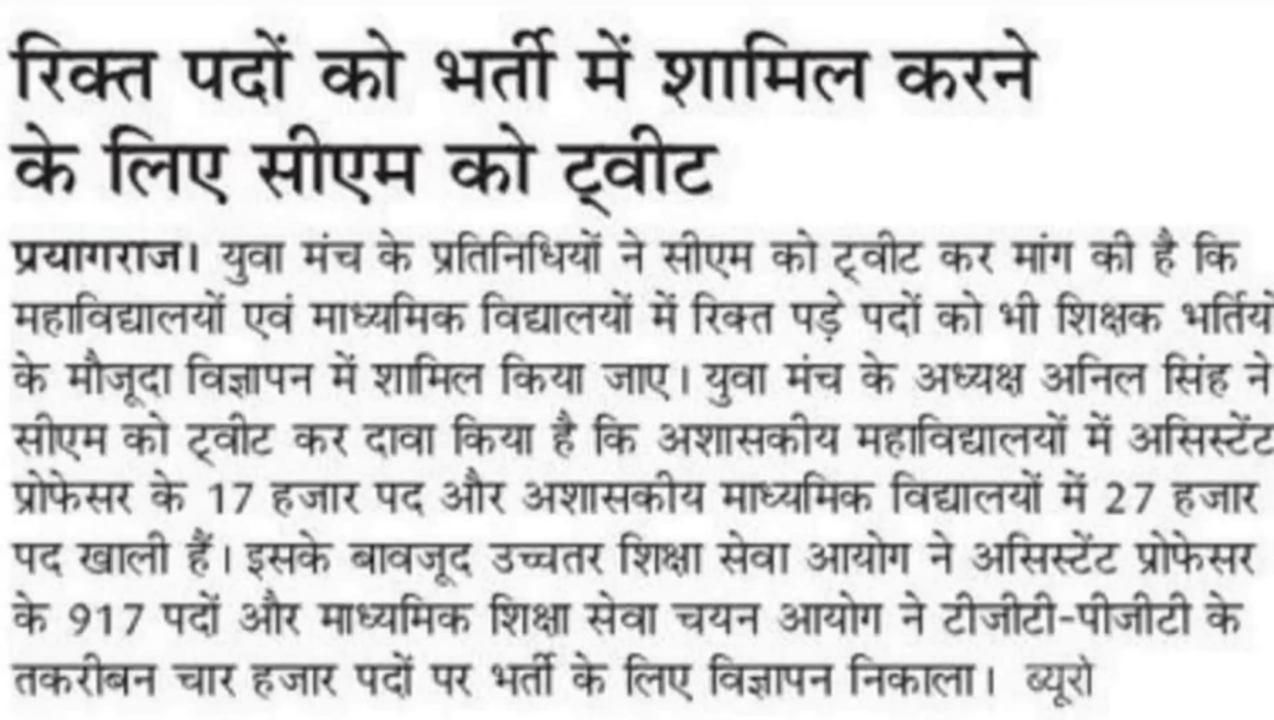 रिक्त पदों को भर्ती में शामिल करने
के लिए सीएम को ट्वीट
प्रयागराज। युवा मंच के प्रतिनिधियों ने सीएम को ट्वीट कर मांग की है कि
महाविद्यालयों एवं माध्यमिक विद्यालयों में रिक्त पड़े पदों को भी शिक्षक भर्तियों
के मौजूदा विज्ञापन में शामिल किया जाए। युवा मंच के अध्यक्ष अनिल सिंह ने
सीएम को ट्वीट कर दावा किया है कि अशासकीय महाविद्यालयों में असिस्टेंट
प्रोफेसर के 17 हजार पद और अशासकीय माध्यमिक विद्यालयों में 27 हजार
पद खाली हैं। इसके बावजूद उच्चतर शिक्षा सेवा आयोग ने असिस्टेंट प्रोफेसर
के 917 पदों और माध्यमिक शिक्षा सेवा चयन आयोग ने टीजीटी-पीजीटी के
तकरीबन चार हजार पदों पर भर्ती के लिए विज्ञापन निकाला। ब्यूरो